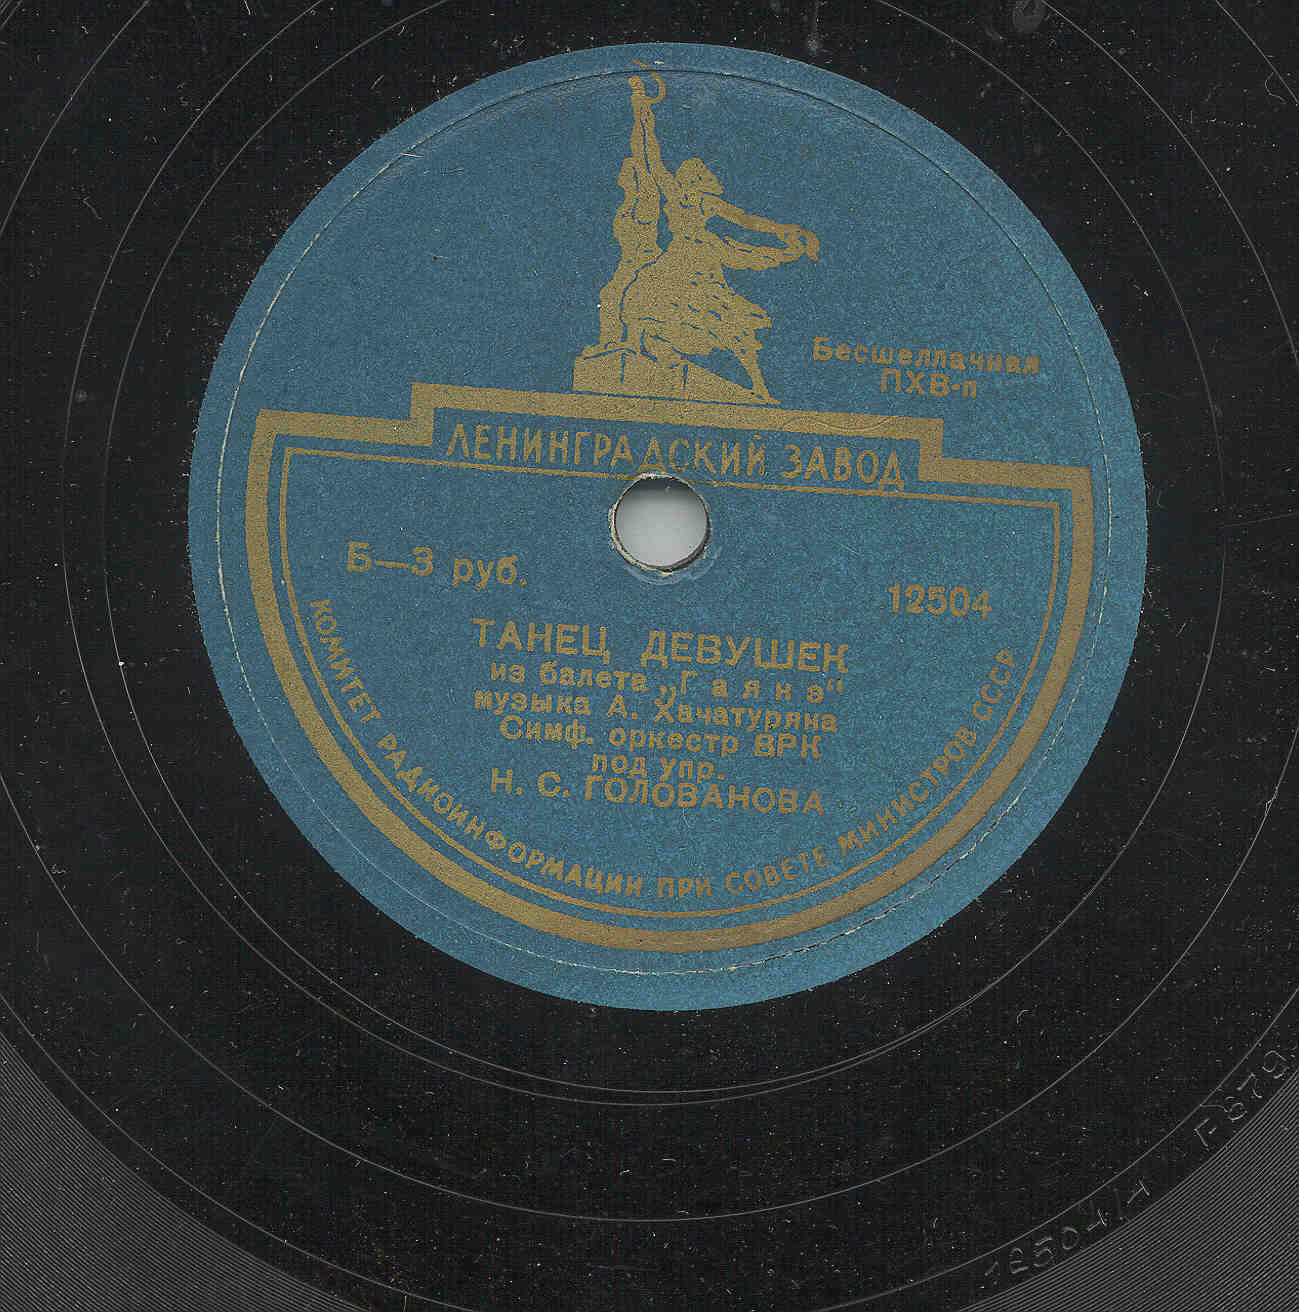 Бесшеллачная
ПХВ-п
ЛЕНИНГРАДСКИЙ ЗАВОД
Б—3 руб.
12504
ТАНЕЦ ДЕВУШЕК
из балета „Гаянэ“
музыка А. Хачатуряна
Симф. оркестр ВРК
под упр.
Н. С. ГОЛОВАНОВА
КОМИТЕТ РАДИОИНФОРМАЦИИ ПРИ СОВЕТЕ МИНИСТРОВ СССР